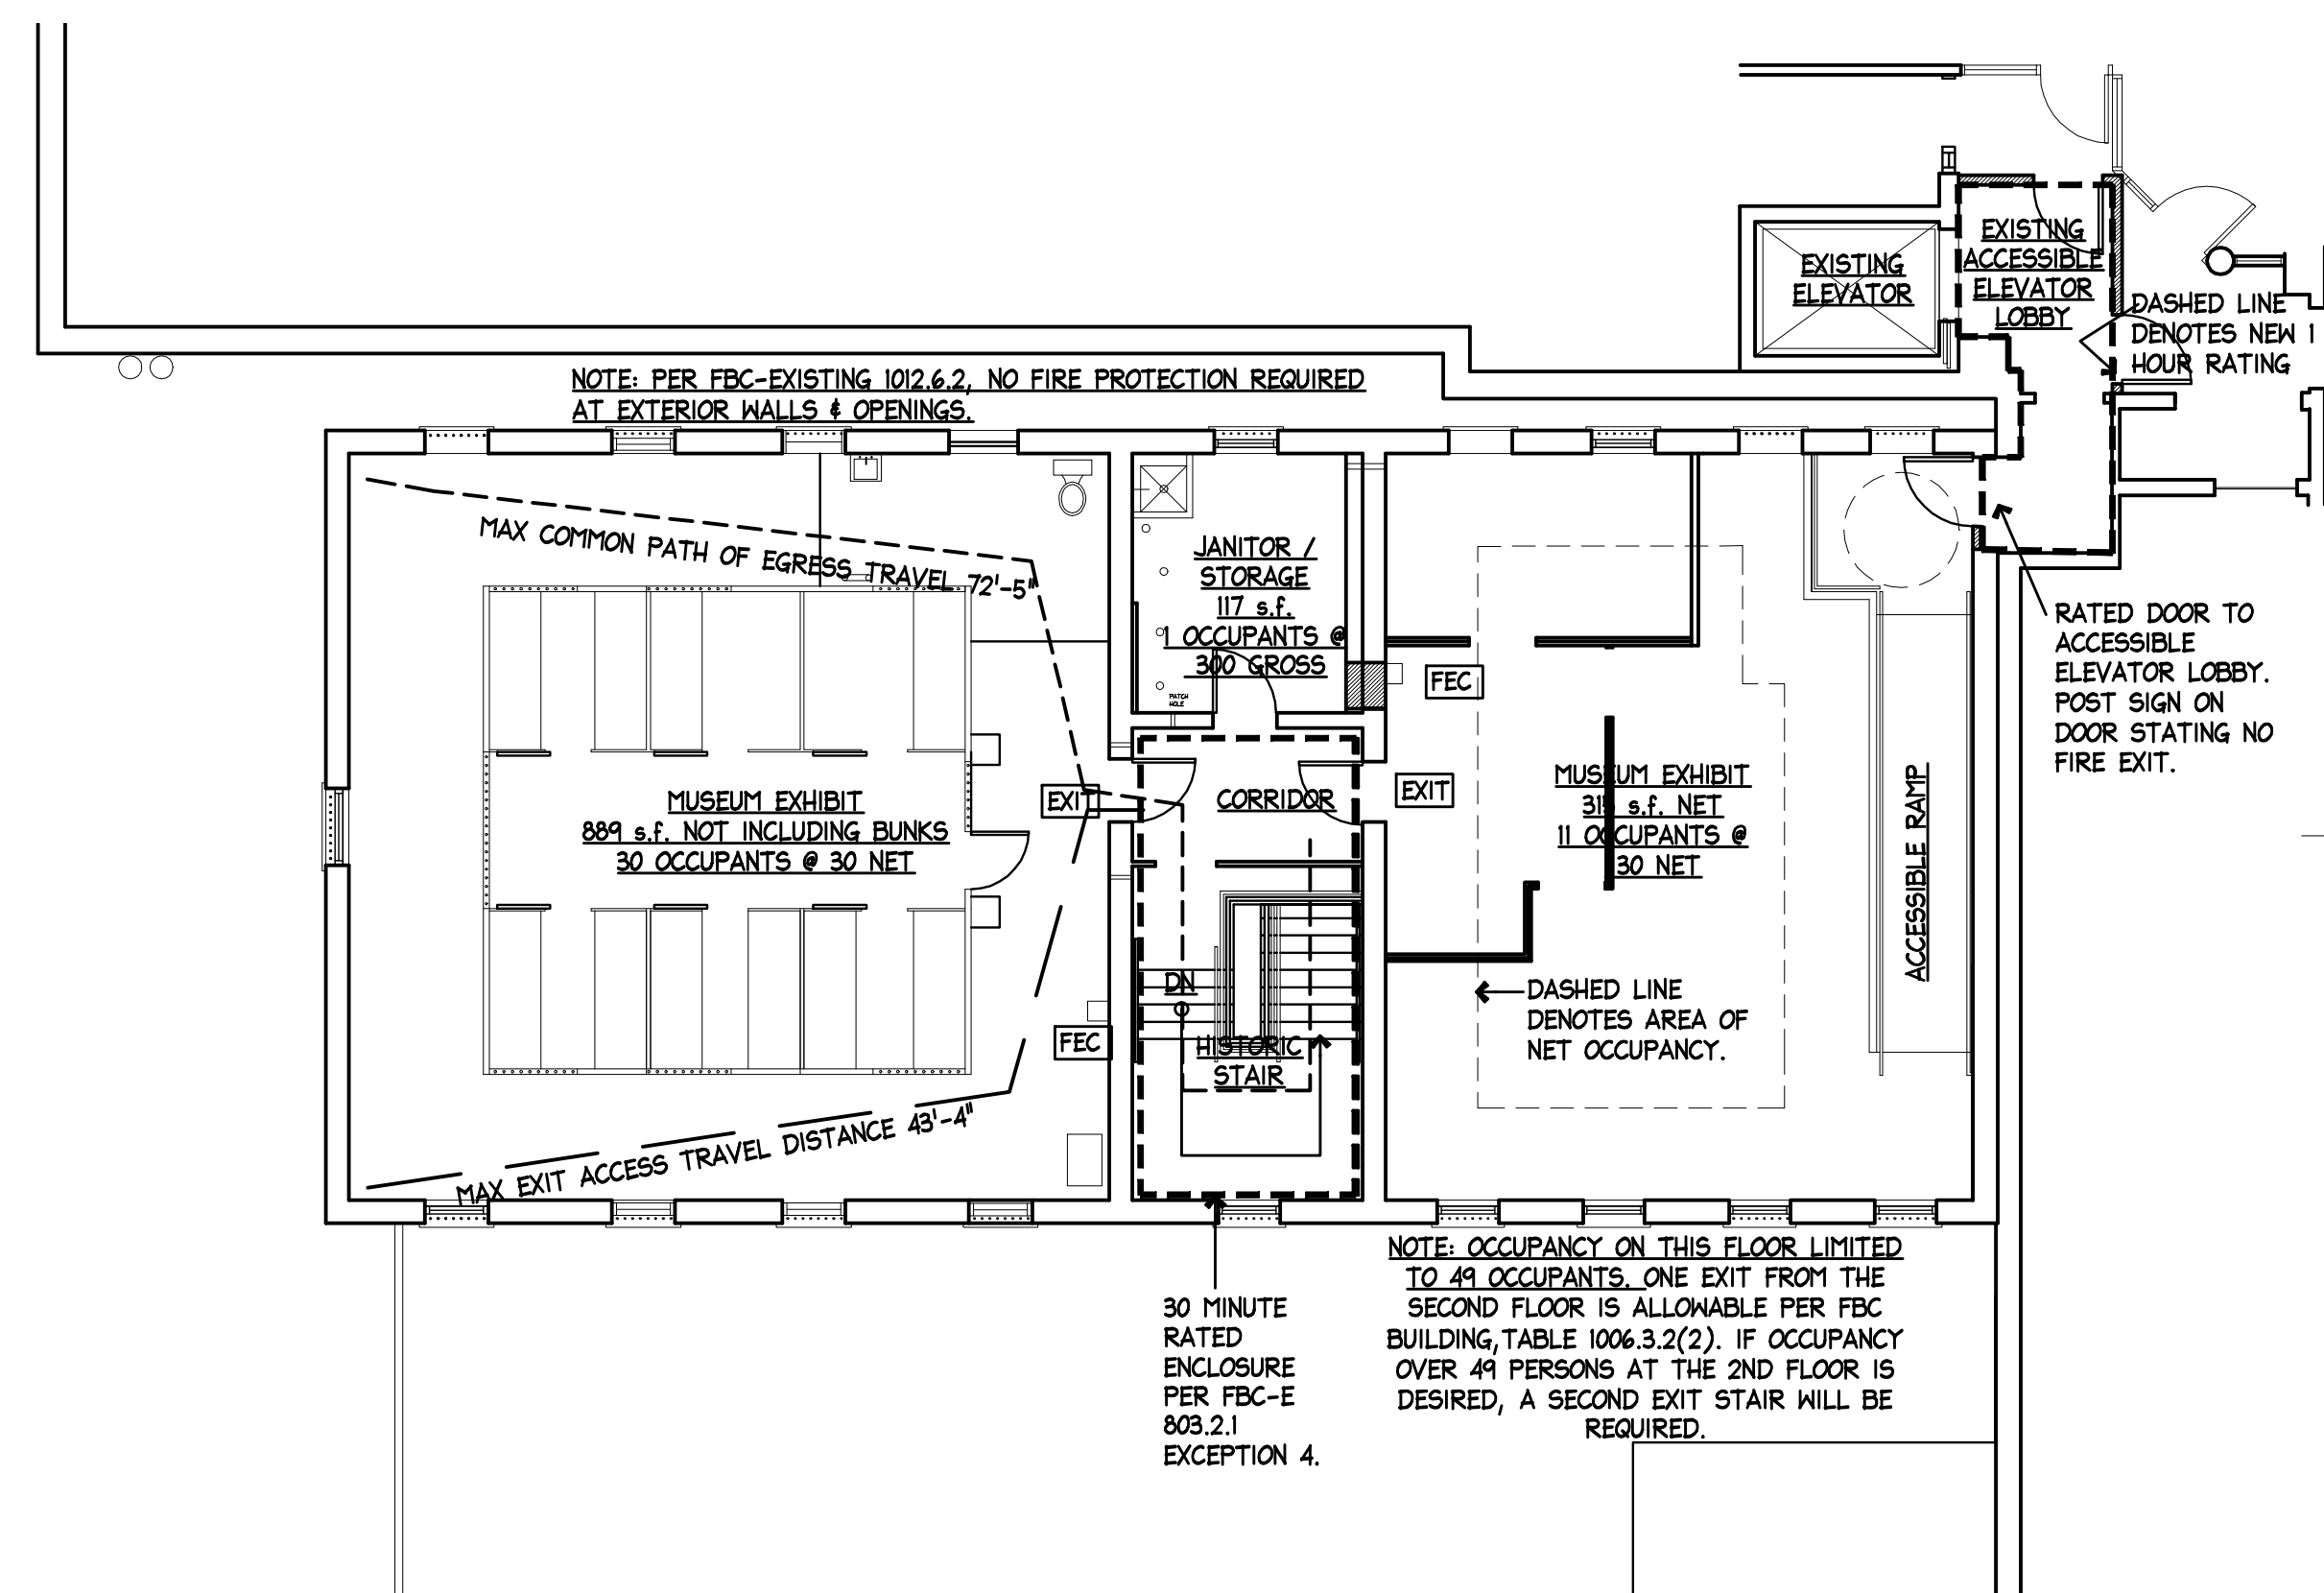 EXISTING
ELEVATOR
EXISTING
ACCESSIBLE
ELEVATOR
LOBBY
DASHED LINE
DENOTES NEW 1
HOUR RATING
NOTE: PER FBC-EXISTING 1012.6.2, NO FIRE PROTECTION REQUIRED
AT EXTERIOR WALLS & OPENINGS.
MAX COMMON PATH OF EGRESS TRAVEL 72'-5"
JANITOR /
STORAGE
117 s.f.
1 OCCUPANTS @
300 GROSS
PATCH
HOLE
FEC
RATED DOOR TO
ACCESSIBLE
ELEVATOR LOBBY.
POST SIGN ON
DOOR STATING NO
FIRE EXIT.
MUSEUM EXHIBIT
889 s.f. NOT INCLUDING BUNKS
30 OCCUPANTS @ 30 NET
EXIT
CORRIDOR
EXIT
MUSEUM EXHIBIT
s.f. NET
11 OCCUPANTS @
30 NET
ACCESSIBLE RAMP
DN
HISTORIC
STAIR
FEC
DASHED LINE
DENOTES AREA OF
NET OCCUPANCY.
MAX EXIT ACCESS TRAVEL DISTANCE 43'-4"
30 MINUTE
RATED
ENCLOSURE
PER FBC-E
803.2.1
EXCEPTION 4.
NOTE: OCCUPANCY ON THIS FLOOR LIMITED
TO 49 OCCUPANTS. ONE EXIT FROM THE
SECOND FLOOR IS ALLOWABLE PER FBC
BUILDING,TABLE 1006.3.2(2). IF OCCUPANCY
OVER 49 PERSONS AT THE 2ND FLOOR IS
DESIRED, A SECOND EXIT STAIR WILL BE
REQUIRED.